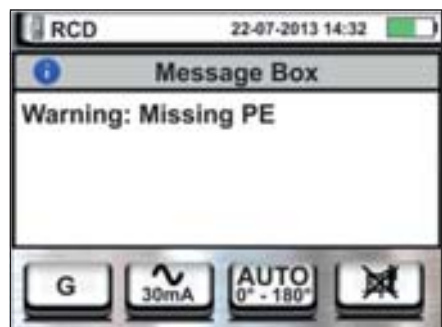 RCD 22-07-2013 14:32
Message Box
Warning: Missing PE
G 30mA AUTO
0° - 180°